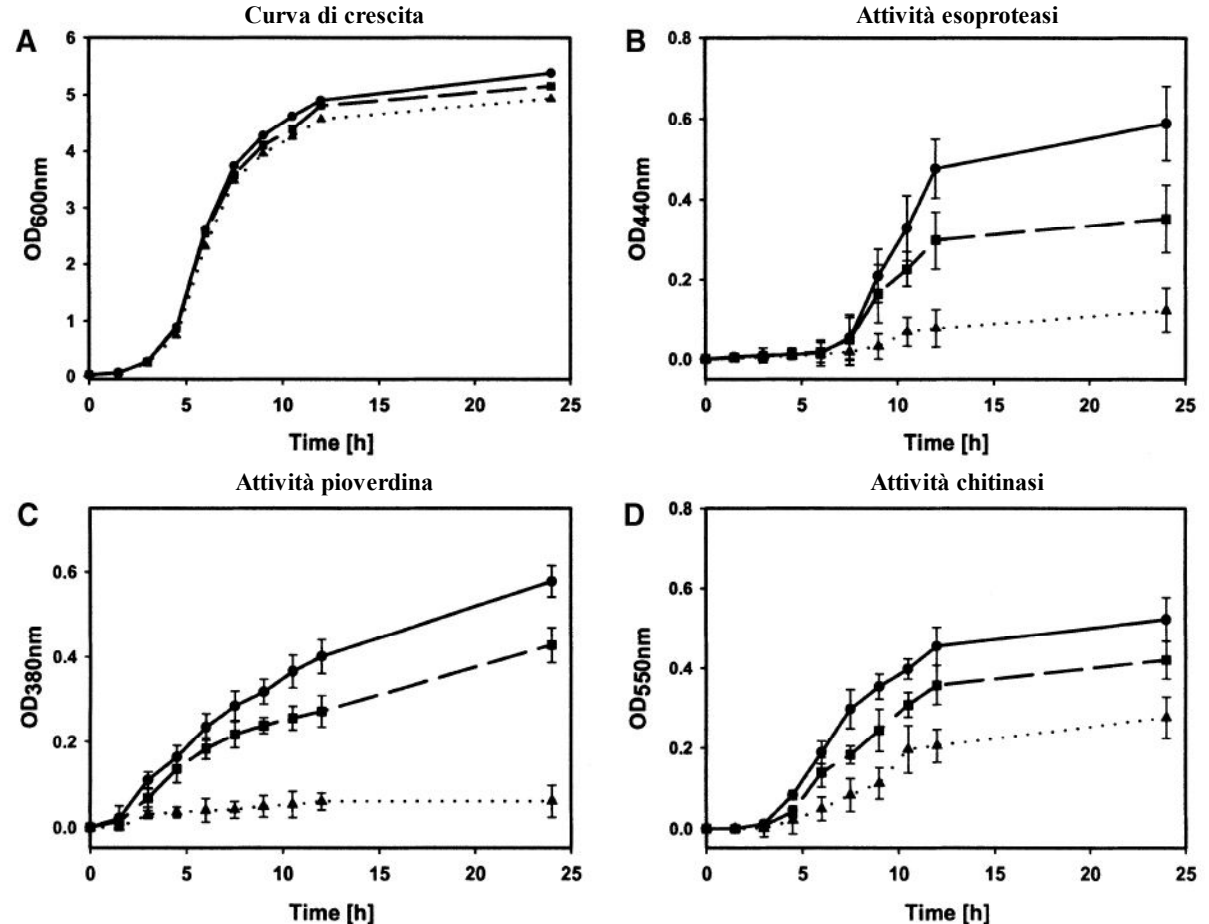 Curva di crescita
A
6
5
4
3
2
1
0
OD600nm
0 5 10 15 20 25
Time [h]
Attività esoproteasi
B
0.8
0.6
0.4
0.2
0.0
OD440nm
0 5 10 15 20 25
Time [h]
Attività pioverdina
C
0.6
0.4
0.2
0.0
OD380nm
0 5 10 15 20 25
Time [h]
Attività chitinasi
D
0.8
0.6
0.4
0.2
0.0
OD550nm
0 5 10 15 20 25
Time [h]